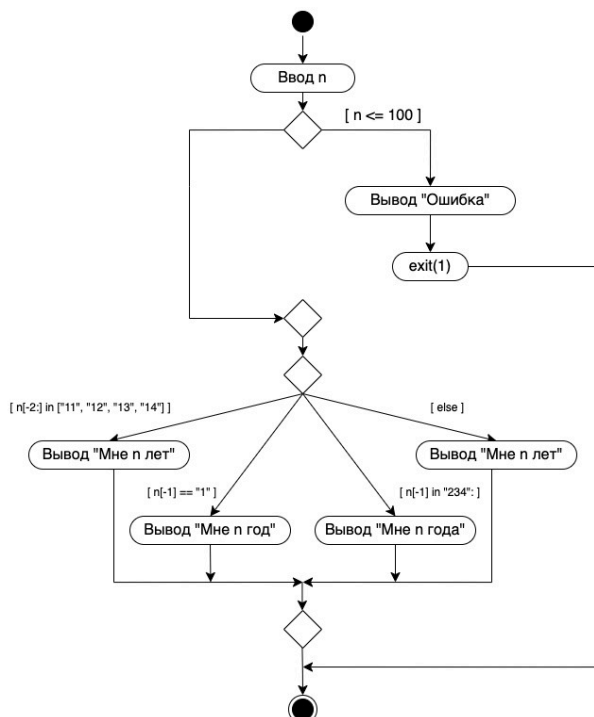 Ввод n
[ n <= 100 ]
Вывод "Ошибка"
exit(1)
[ n[-2:] in ["11", "12", "13", "14"] ]
[ else ]
Вывод "Мне n лет"
Вывод "Мне n лет"
[ n[-1] == "1" ]
[ n[-1] in "234": ]
Вывод "Мне n год"
Вывод "Мне n года"